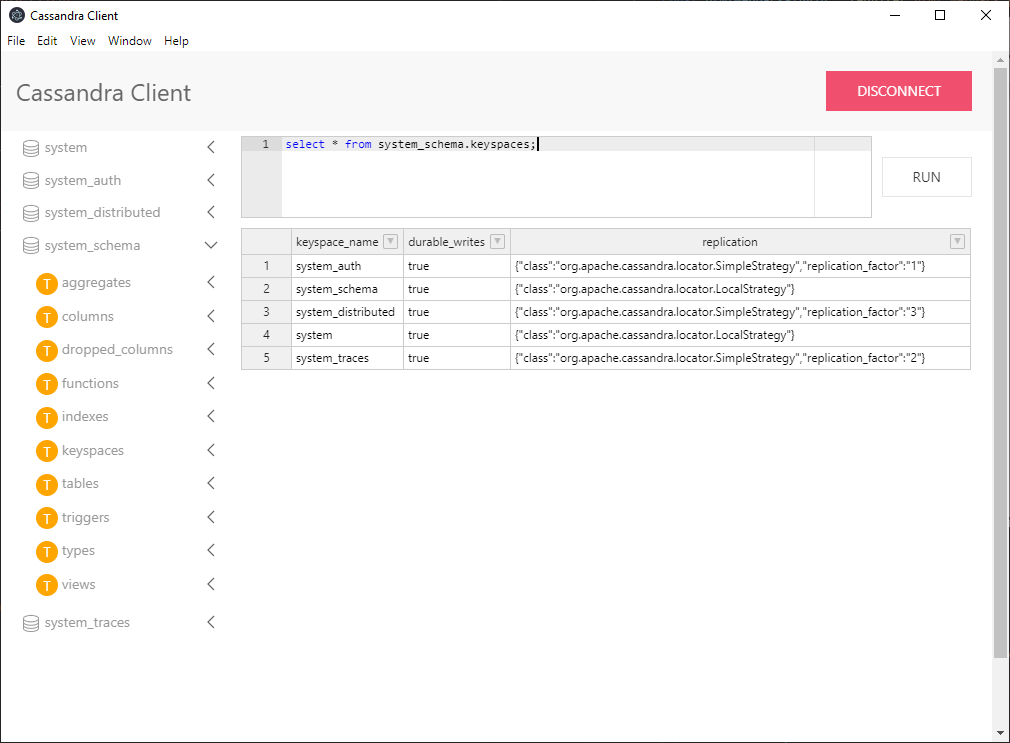 Cassandra Client
File Edit View Window Help
Cassandra Client
DISCONNECT
system
system_auth
system_distributed
system_schema
T aggregates
T columns
T dropped_columns
T functions
T indexes
T keyspaces
T tables
T triggers
T types
T views
system_traces
1 select * from system_schema.keyspaces;
RUN
keyspace_name durable_writes replication
1 system_auth true {"class":"org.apache.cassandra.locator.SimpleStrategy","replication_factor":"1"}
2 system_schema true {"class":"org.apache.cassandra.locator.LocalStrategy"}
3 system_distributed true {"class":"org.apache.cassandra.locator.SimpleStrategy","replication_factor":"3"}
4 system true {"class":"org.apache.cassandra.locator.LocalStrategy"}
5 system_traces true {"class":"org.apache.cassandra.locator.SimpleStrategy","replication_factor":"2"}